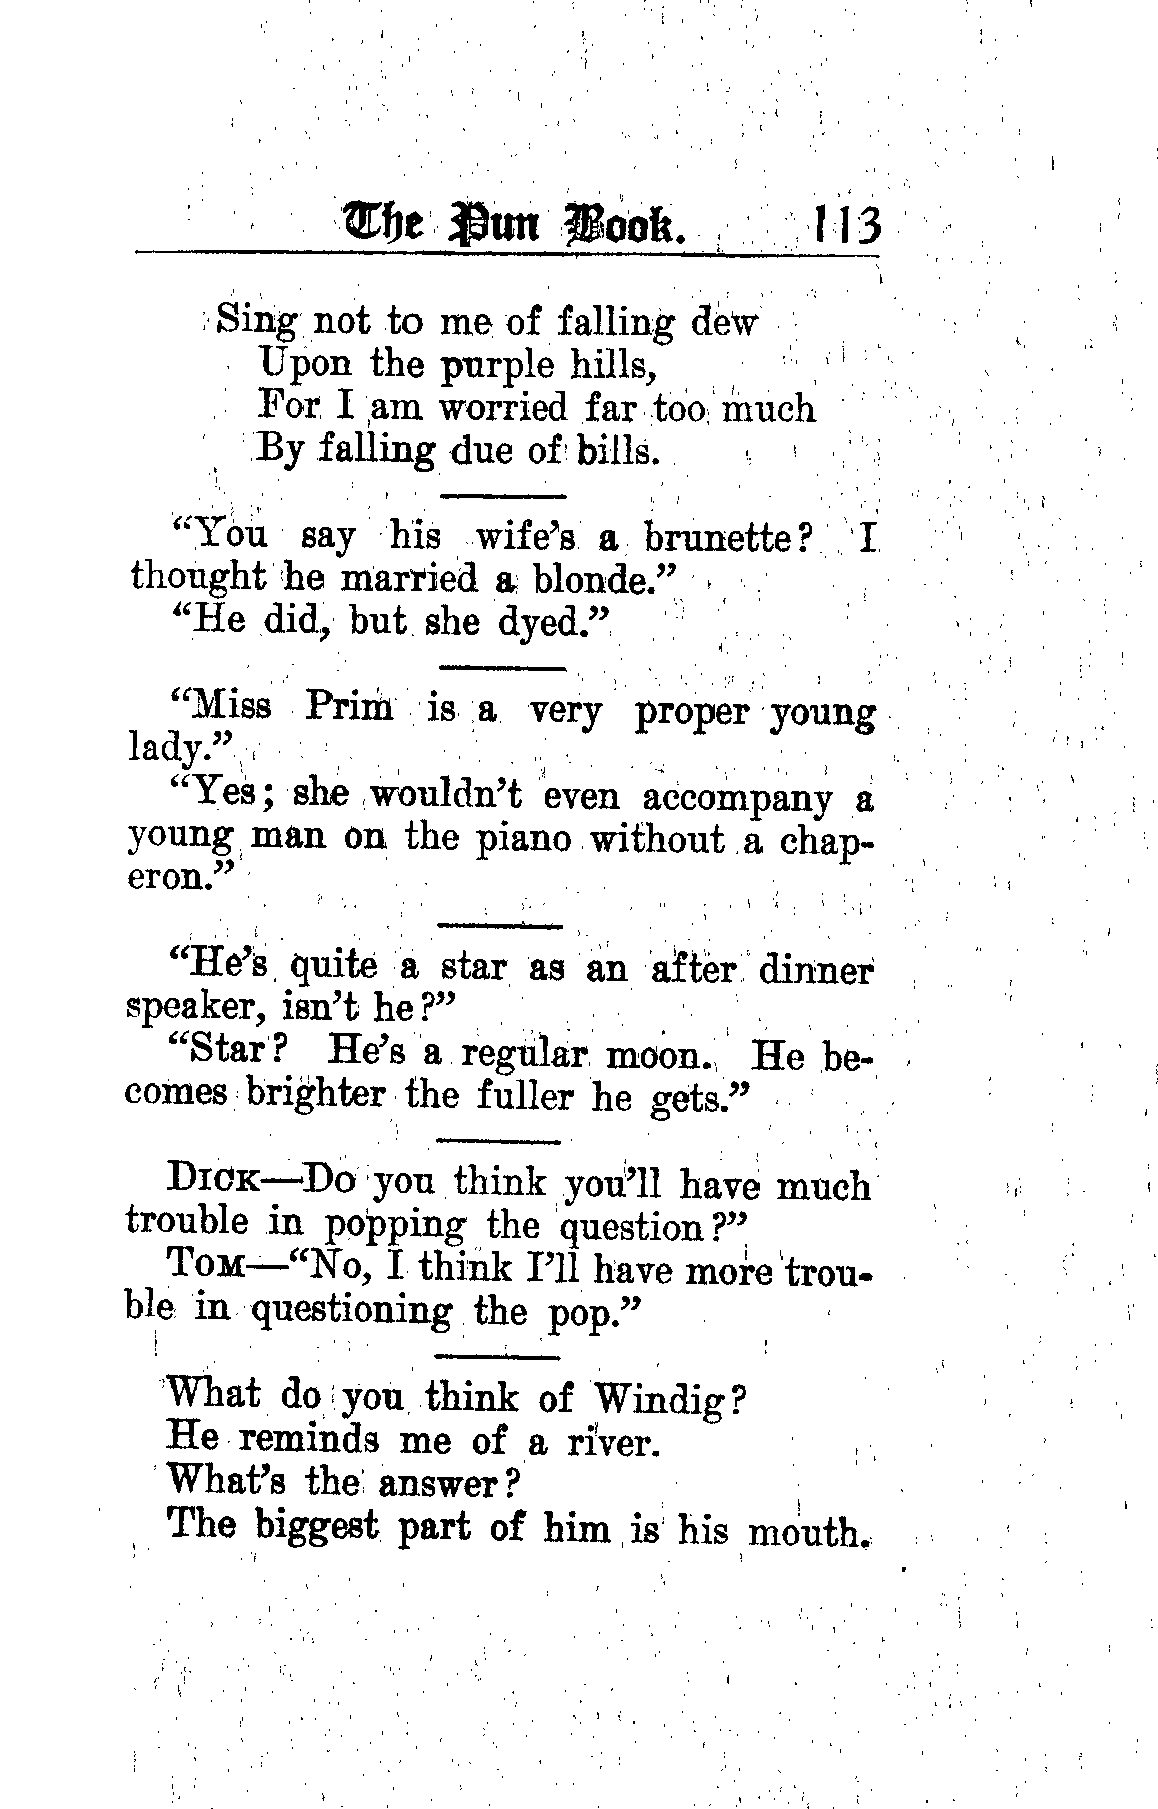 The Pun Book. 113
Sing not to me of falling dew
Upon the purple hills,
For I am worried far too much
By falling due of bills.
“You say his wife’s a brunette? I
thought he married a blonde.”
“He did, but she dyed.”
“Miss Prim is a very proper young
lady.”
“Yes; she wouldn’t even accompany a
young man on the piano without a chap-
eron.”
“He’s quite a star as an after dinner
speaker, isn’t he?”
“Star? He’s a regular moon. He be-
comes brighter the fuller he gets.”
DICK—Do you think you’ll have much
trouble in popping the question?”
TOM—“No, I think I’ll have more trou-
ble in questioning the pop.”
What do you think of Windig?
He reminds me of a river.
What’s the answer?
The biggest part of him is his mouth.